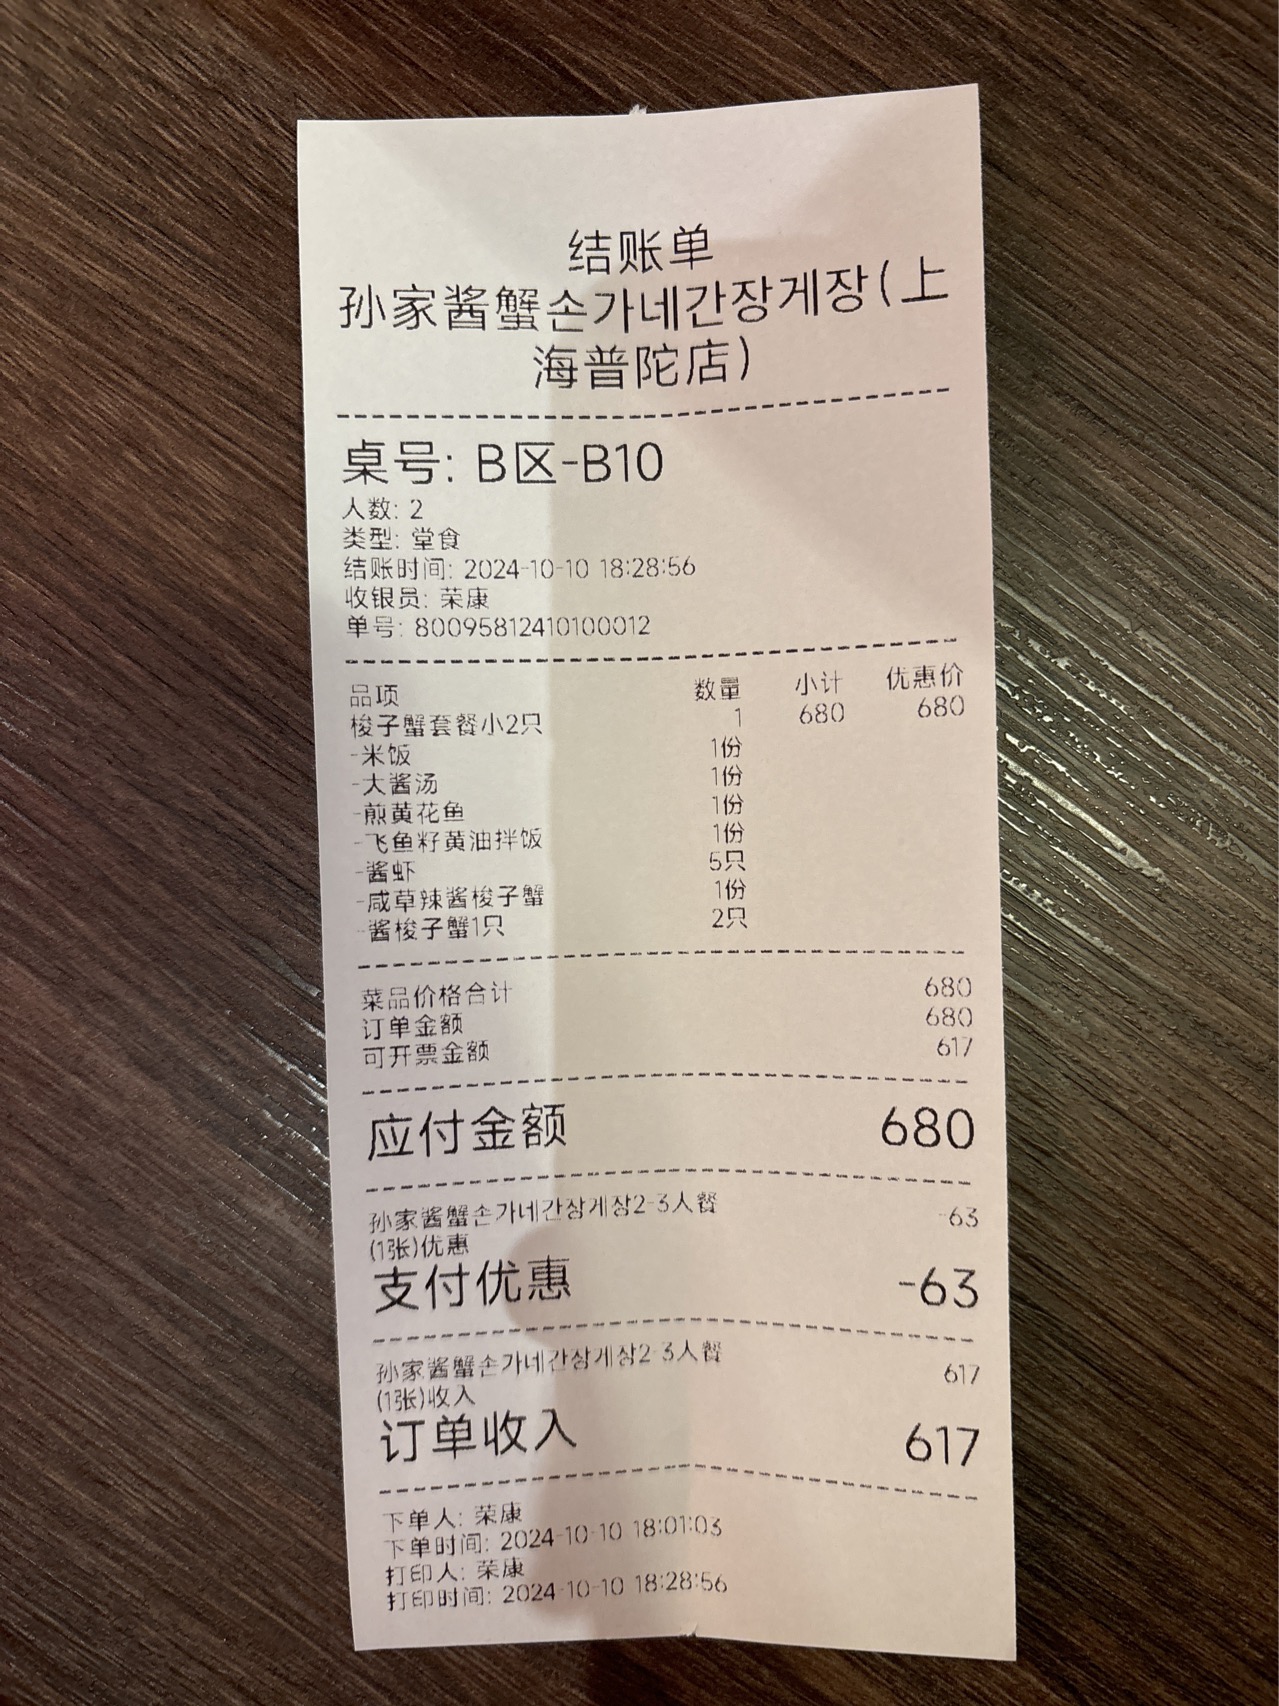 结账单
孙家酱蟹손가네간장게장(上
海普陀店)
桌号: B区-B10
人数: 2
类型: 堂食
结账时间: 2024-10-10 18:28:56
收银员: 荣康
单号: 80095812410100012
品项 数量 小计 优惠价
梭子蟹套餐小2只 1 680 680
-米饭 1份
-大酱汤 1份
-煎黄花鱼 1份
-飞鱼籽黄油拌饭 1份
-酱虾 5只
-咸草辣酱梭子蟹 1份
-酱梭子蟹1只 2只
菜品价格合计 680
订单金额 680
可开票金额 617
应付金额 680
孙家酱蟹손가네간장게장2-3人餐 -63
(1张)优惠
支付优惠 -63
孙家酱蟹손가네간장게장2-3人餐 617
(1张)收入
订单收入 617
下单人: 荣康
下单时间: 2024-10-10 18:01:03
打印人: 荣康
打印时间: 2024-10-10 18:28:56